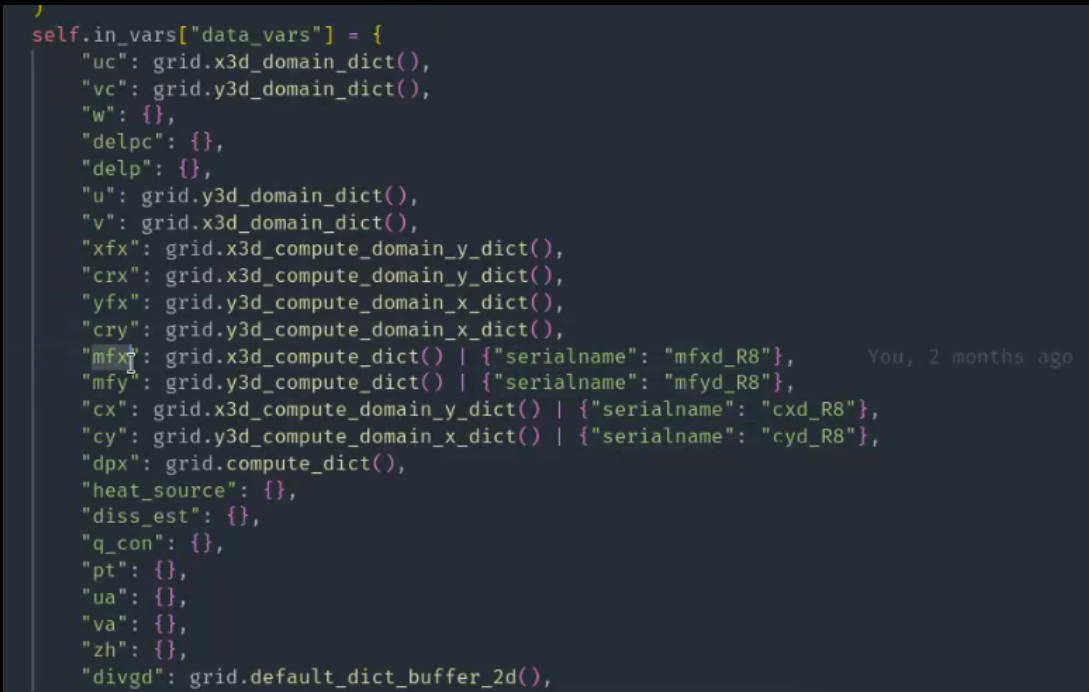 )
self.in_vars["data_vars"] = {
"uc": grid.x3d_domain_dict(),
"vc": grid.y3d_domain_dict(),
"w": {},
"delpc": {},
"delp": {},
"u": grid.y3d_domain_dict(),
"v": grid.x3d_domain_dict(),
"xfx": grid.x3d_compute_domain_y_dict(),
"crx": grid.x3d_compute_domain_y_dict(),
"yfx": grid.y3d_compute_domain_x_dict(),
"cry": grid.y3d_compute_domain_x_dict(),
"mfx": grid.x3d_compute_dict() | {"serialname": "mfxd_R8"}, You, 2 months ago
"mfy": grid.y3d_compute_dict() | {"serialname": "mfyd_R8"},
"cx": grid.x3d_compute_domain_y_dict() | {"serialname": "cxd_R8"},
"cy": grid.y3d_compute_domain_x_dict() | {"serialname": "cyd_R8"},
"dpx": grid.compute_dict(),
"heat_source": {},
"diss_est": {},
"q_con": {},
"pt": {},
"ua": {},
"va": {},
"zh": {},
"divgd": grid.default_dict_buffer_2d(),